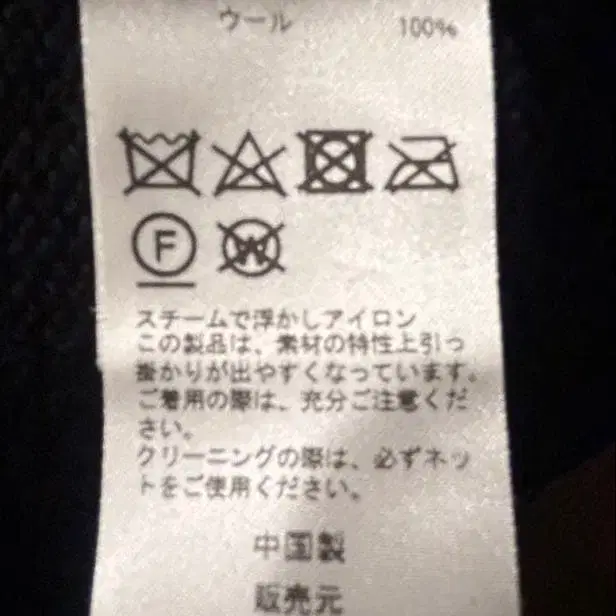 ウール 100%
F W
スチームで浮かしアイロン
この製品は、素材の特性上引っ
掛かりが出やすくなっています。
ご着用の際は、充分ご注意くだ
さい。
クリーニングの際は、必ずネッ
トをご使用ください。
中国製
販売元